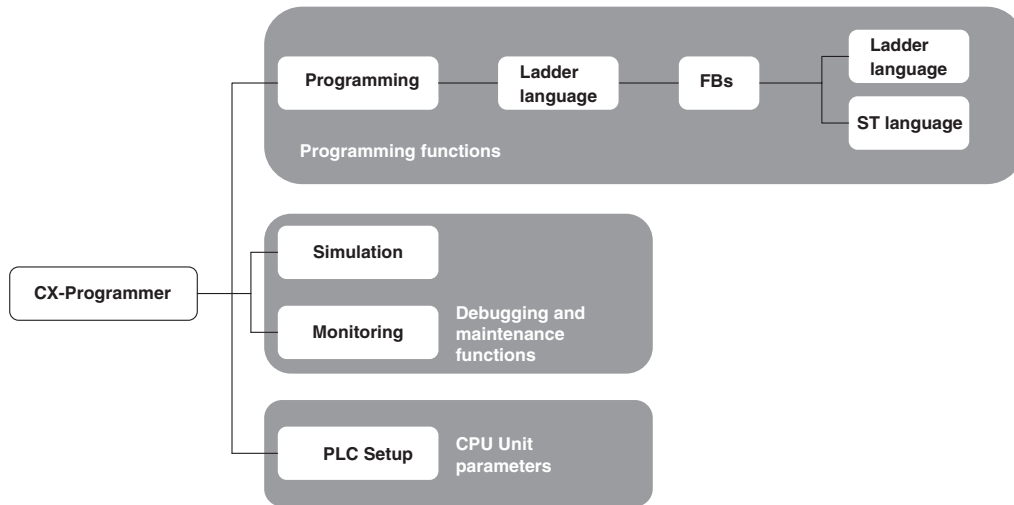 Programming
Ladder
language
FBs
Ladder
language
ST language
Programming functions
Simulation
CX-Programmer
Monitoring
Debugging and
maintenance
functions
PLC Setup
CPU Unit
parameters